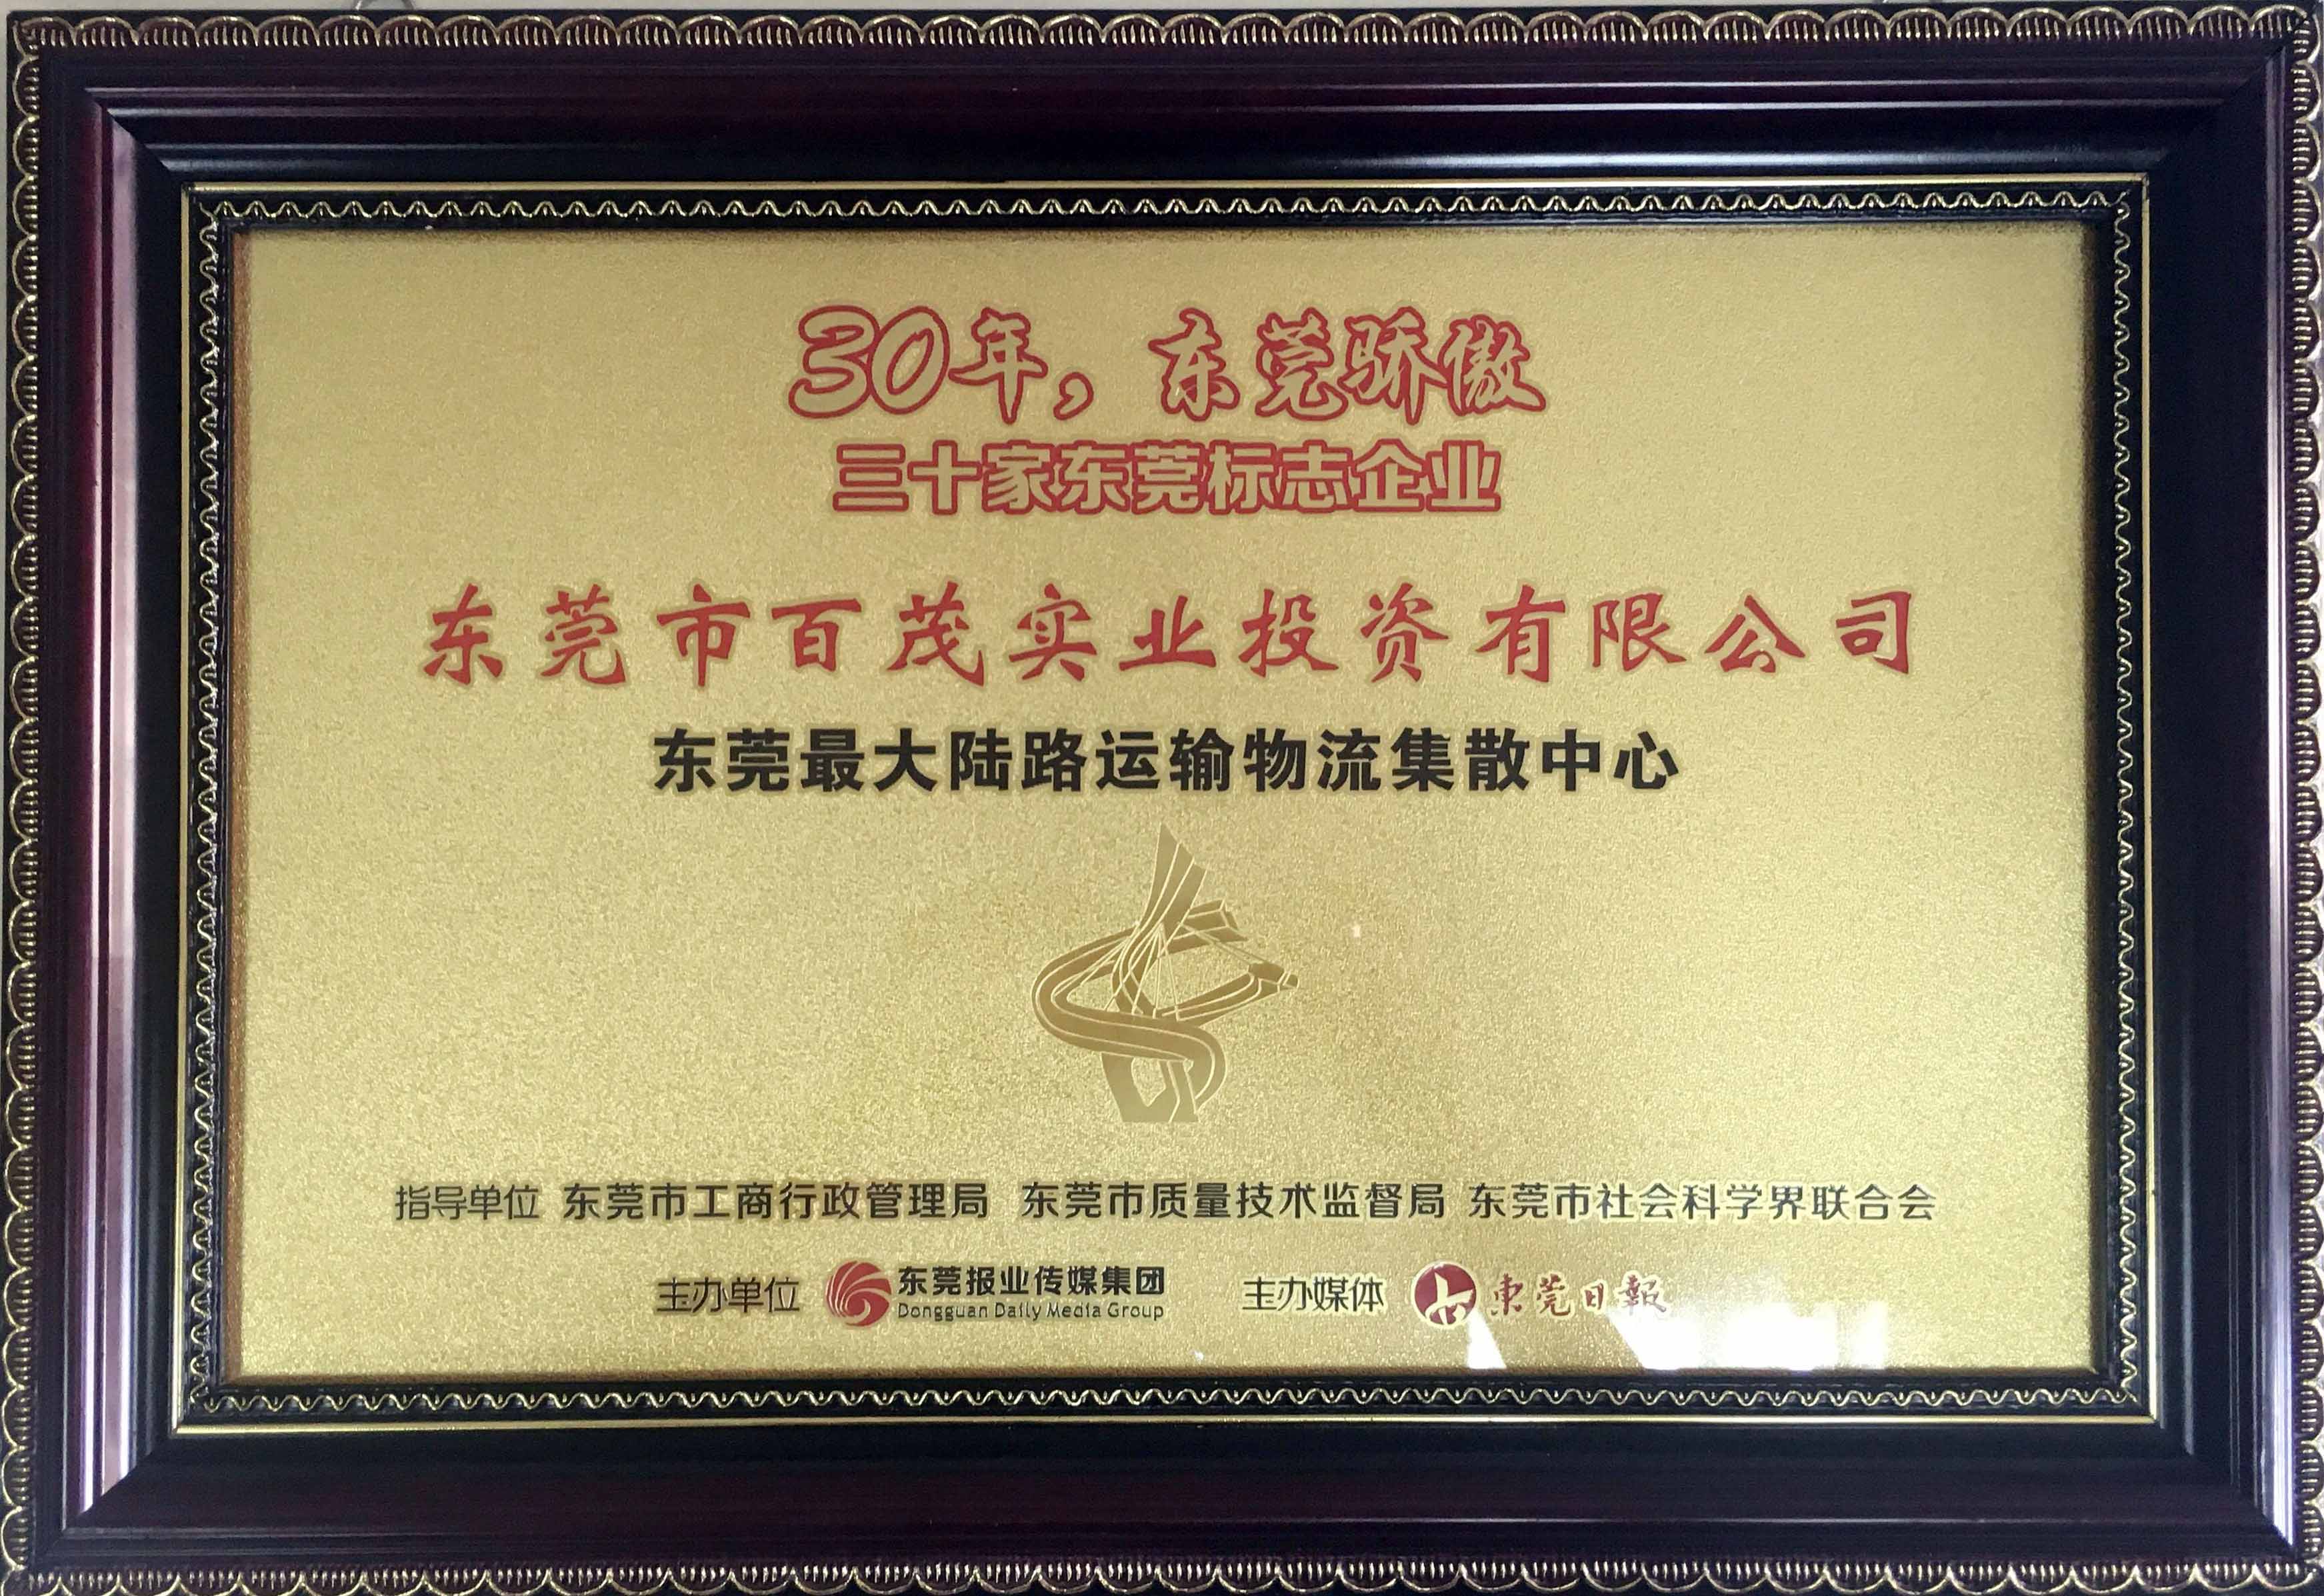 30年，东莞骄傲
三十家东莞标志企业
东莞市百茂实业投资有限公司
东莞最大陆路运输物流集散中心
指导单位 东莞市工商行政管理局 东莞市质量技术监督局 东莞市社会科学界联合会
主办单位 东莞报业传媒集团 主办媒体 東莞日報
Dongguan Daily Media Group